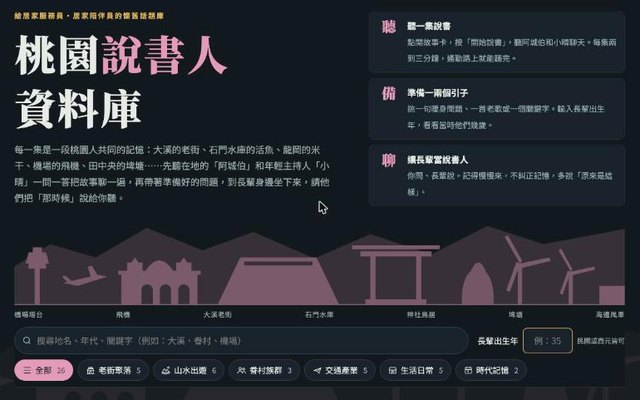 給居家服務員・居家陪伴員的懷舊話題庫
桃園說書人
資料庫
每一集是一段桃園人共同的記憶：大溪的老街、石門水庫的活魚、龍岡的米
干、機場的飛機、田中央的埤塘……先聽在地的「阿城伯」和年輕主持人「小
晴」一問一答把故事聊一遍，再帶著準備好的問題，到長輩身邊坐下來，請他
們把「那時候」說給你聽。
聽
聽一集說書
點開故事卡，按「開始說書」，聽阿城伯和小晴聊天。每集兩
到三分鐘，通勤路上就能聽完。
備
準備一兩個引子
挑一句暖身問題、一首老歌或一個關鍵字。輸入長輩出生
年，看看當時他們幾歲。
聊
讓長輩當說書人
你問、長輩說。記得慢慢來，不糾正記憶，多說「原來是這
樣」。
機場塔台
飛機
大溪老街
石門水庫
神社鳥居
埤塘
海邊風車
搜尋地名、年代、關鍵字（例如：大溪、眷村、機場）
長輩出生年
例：35
民國或西元皆可
全部 26
老街聚落 5
山水出遊 6
眷村族群 3
交通產業 5
生活日常 5
時代記憶 2